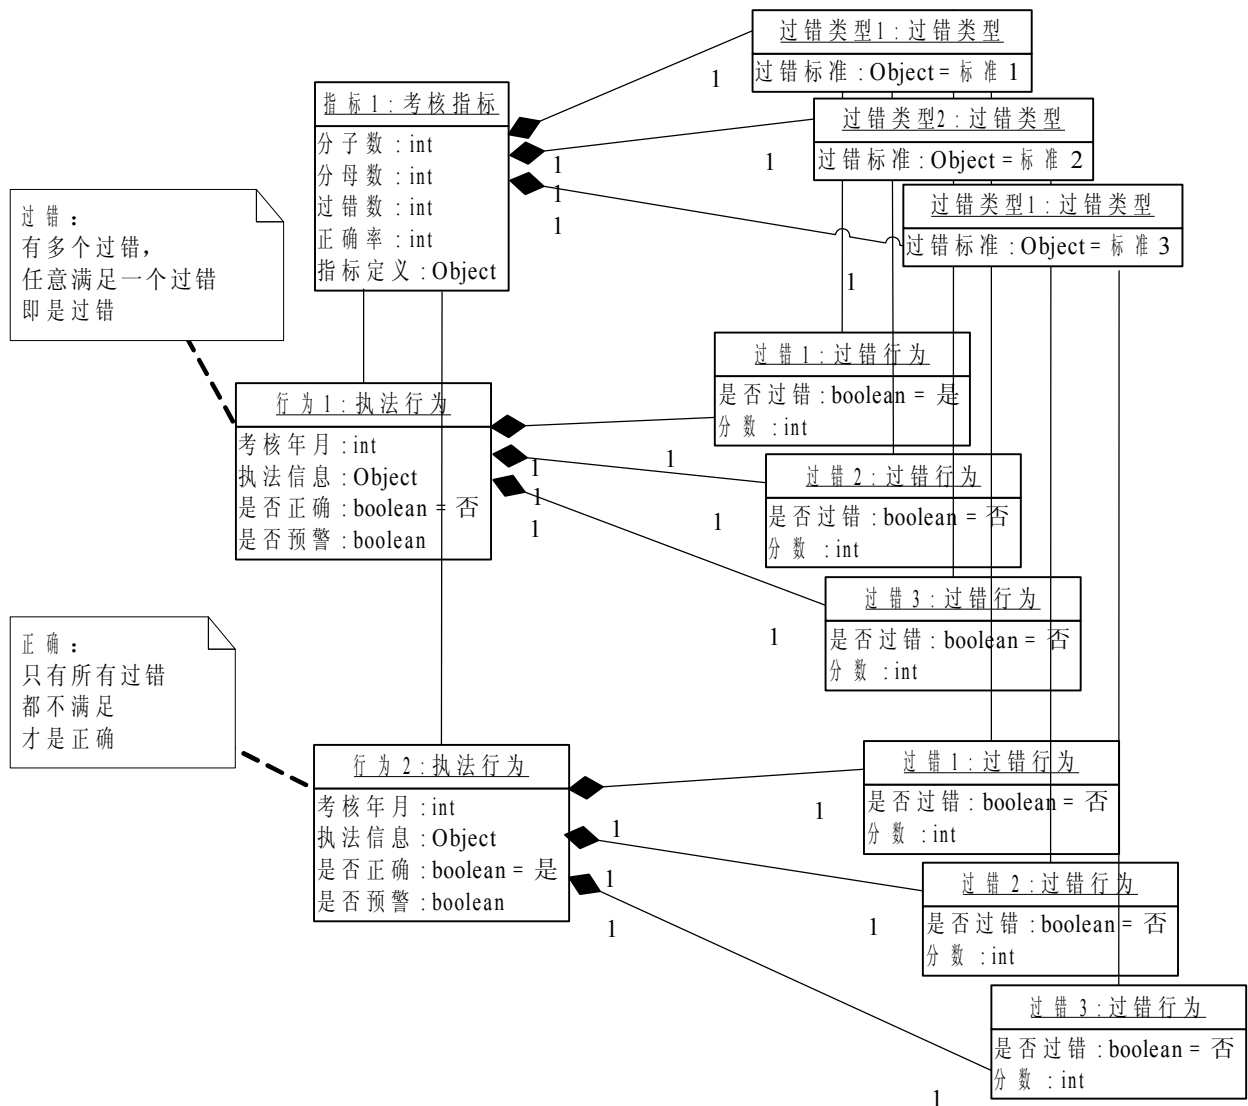 过错类型1:过错类型
过错标准:Object=标准1
1
指标1:考核指标
分子数:int
分母数:int
过错数:int
正确率:int
指标定义:Object
1
1
1
过错类型2:过错类型
过错标准:Object=标准2
1
过错类型1:过错类型
过错标准:Object=标准3
1
过错：
有多个过错，
任意满足一个过错
即是过错
行为1:执法行为
考核年月:int
执法信息:Object
是否正确:boolean=否
是否预警:boolean
1
1
1
过错1:过错行为
是否过错:boolean=是
分数:int
1
过错2:过错行为
是否过错:boolean=否
分数:int
1
过错3:过错行为
是否过错:boolean=否
分数:int
1
正确：
只有所有过错
都不满足
才是正确
行为2:执法行为
考核年月:int
执法信息:Object
是否正确:boolean=是
是否预警:boolean
1
1
1
过错1:过错行为
是否过错:boolean=否
分数:int
1
过错2:过错行为
是否过错:boolean=否
分数:int
1
过错3:过错行为
是否过错:boolean=否
分数:int
1